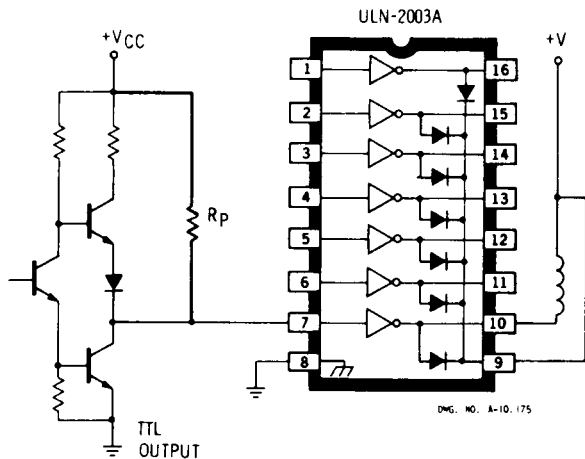 ULN-2003A
+VCC
+V
1
16
2
15
3
14
RP
4
13
5
12
6
11
7
10
8
9
TTL
OUTPUT
DWG. NO. A-10,175